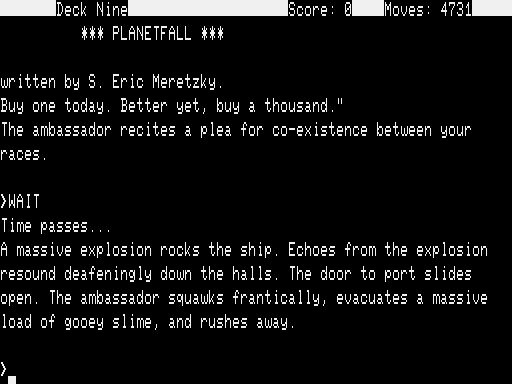 Deck Nine Score: 0 Moves: 4731
*** PLANETFALL ***
written by S. Eric Meretzky.
Buy one today. Better yet, buy a thousand."
The ambassador recites a plea for co-existence between your
races.
>WAIT
Time passes...
A massive explosion rocks the ship. Echoes from the explosion
resound deafeningly down the halls. The door to port slides
open. The ambassador squawks frantically, evacuates a massive
load of gooey slime, and rushes away.
>